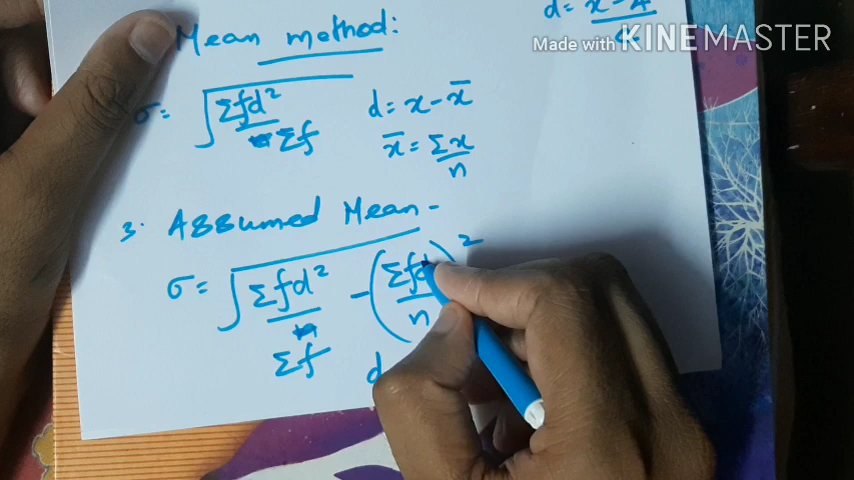 d = x - A
c
Made with KINEMASTER
Mean method:
σ = √Σfd²/Σf d = x - x̄
x̄ = Σx/n
3. Assumed Mean -
σ = √Σfd²/Σf - (Σfd/n)²
d